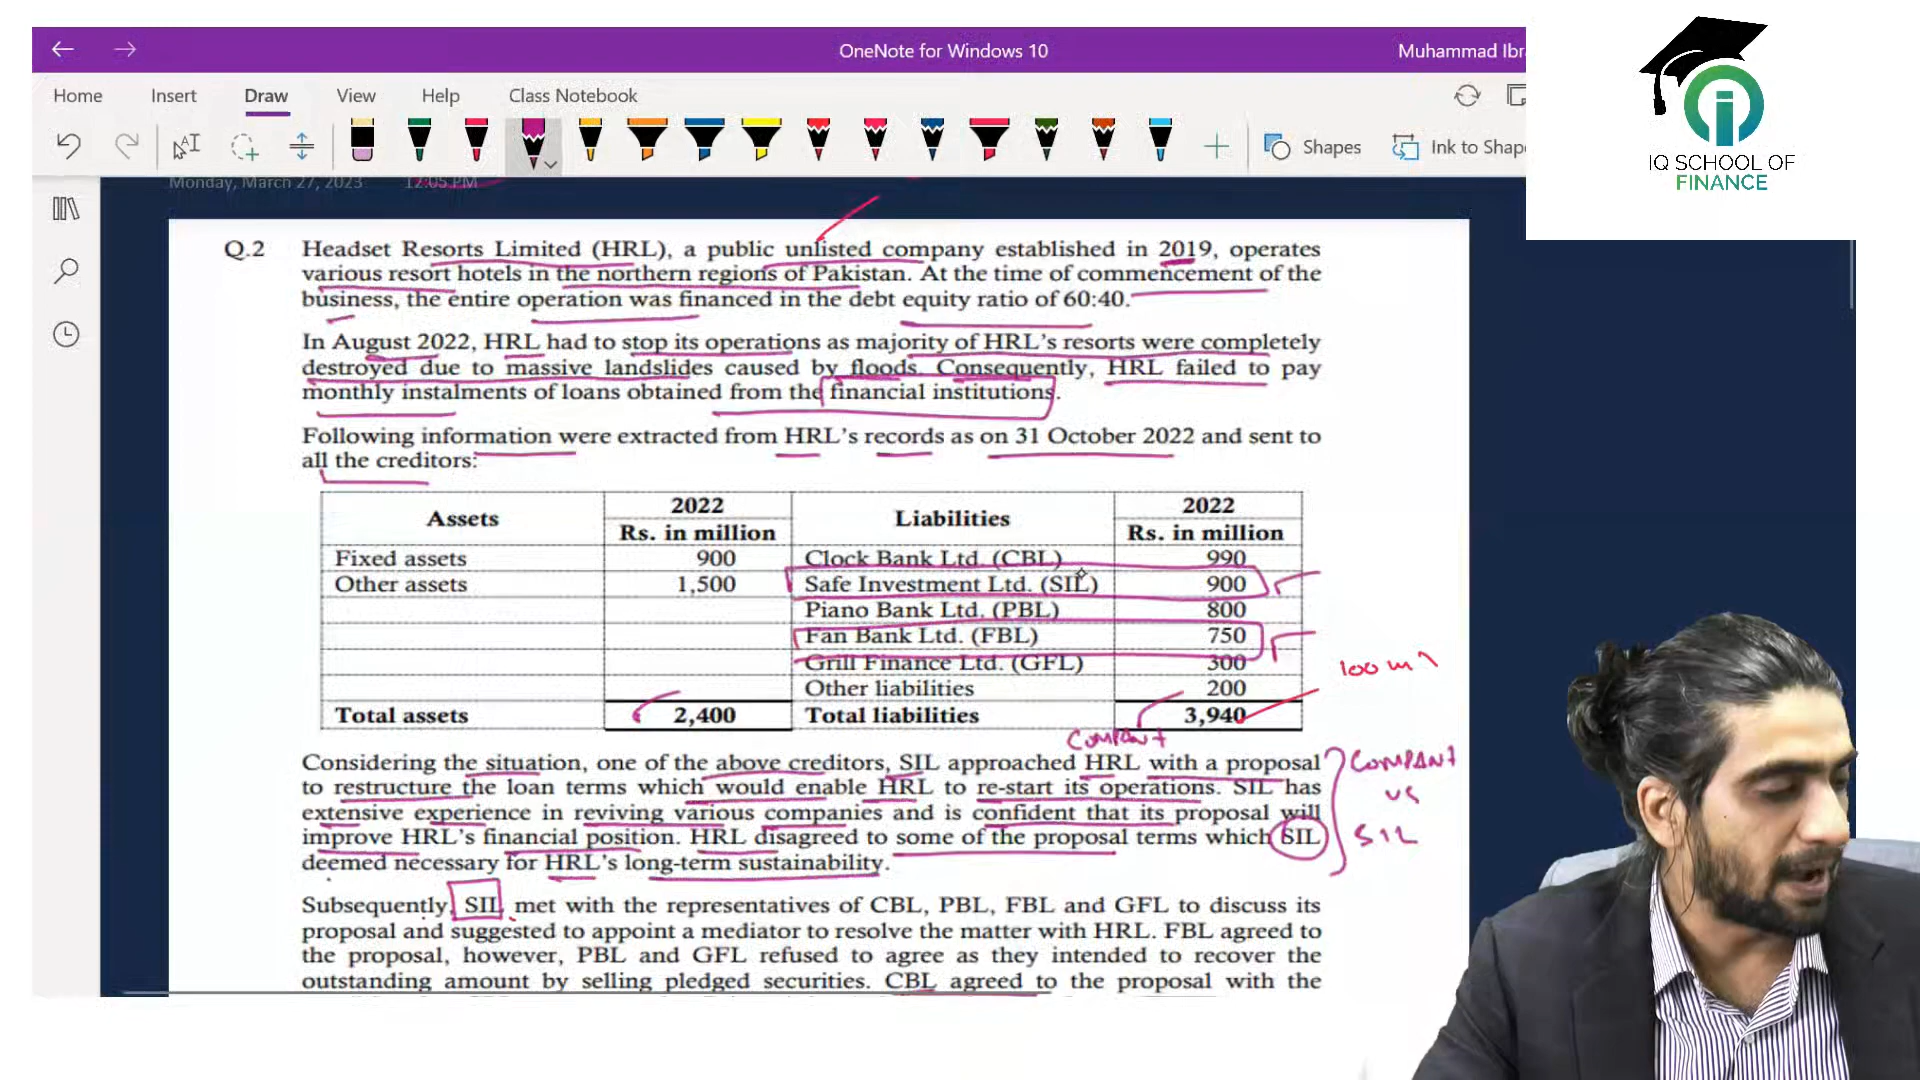 OneNote for Windows 10
Muhammad Ibr
Home Insert Draw View Help Class Notebook
Shapes Ink to Shap
IQ SCHOOL OF
FINANCE
Monday, March 27, 2023 12:05 PM
Q.2 Headset Resorts Limited (HRL), a public unlisted company established in 2019, operates
various resort hotels in the northern regions of Pakistan. At the time of commencement of the
business, the entire operation was financed in the debt equity ratio of 60:40.
In August 2022, HRL had to stop its operations as majority of HRL's resorts were completely
destroyed due to massive landslides caused by floods. Consequently, HRL failed to pay
monthly instalments of loans obtained from the financial institutions.
Following information were extracted from HRL's records as on 31 October 2022 and sent to
all the creditors:
Assets 2022 Liabilities 2022
Rs. in million Rs. in million
Fixed assets 900 Clock Bank Ltd. (CBL) 990
Other assets 1,500 Safe Investment Ltd. (SIL) 900
Piano Bank Ltd. (PBL) 800
Fan Bank Ltd. (FBL) 750
Grill Finance Ltd. (GFL) 300
100 m
Other liabilities 200
Total assets 2,400 Total liabilities 3,940
Company
Considering the situation, one of the above creditors, SIL approached HRL with a proposal
to restructure the loan terms which would enable HRL to re-start its operations. SIL has
extensive experience in reviving various companies and is confident that its proposal will
improve HRL's financial position. HRL disagreed to some of the proposal terms which SIL
deemed necessary for HRL's long-term sustainability.
COMPANY
VS
SIL
Subsequently, SIL met with the representatives of CBL, PBL, FBL and GFL to discuss its
proposal and suggested to appoint a mediator to resolve the matter with HRL. FBL agreed to
the proposal, however, PBL and GFL refused to agree as they intended to recover the
outstanding amount by selling pledged securities. CBL agreed to the proposal with the